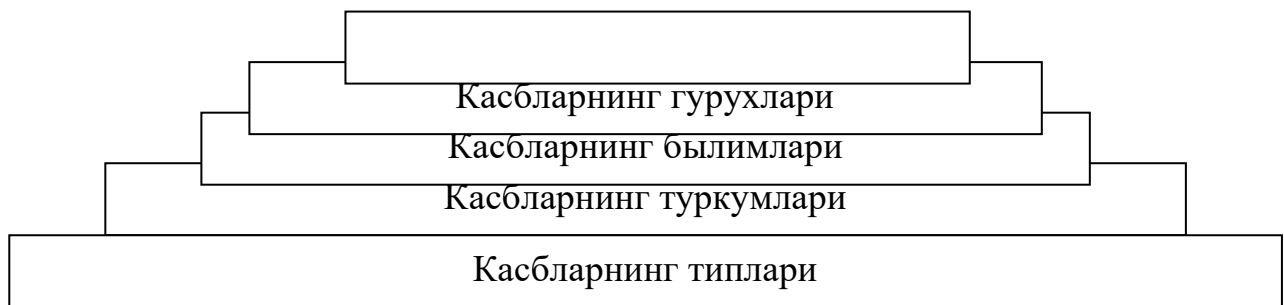 Касбларнинг гурухлари
Касбларнинг былимлари
Касбларнинг туркумлари
Касбларнинг типлари